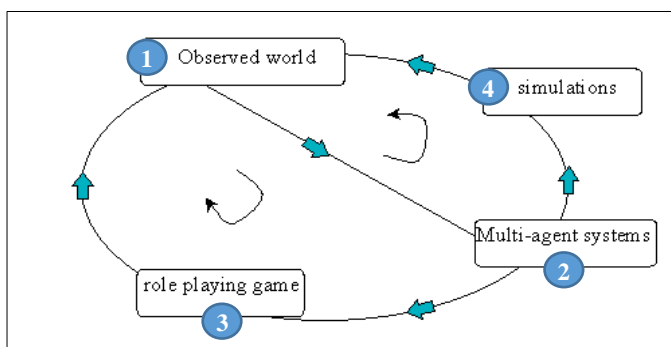 1 Observed world
4 simulations
Multi-agent systems
2
role playing game
3